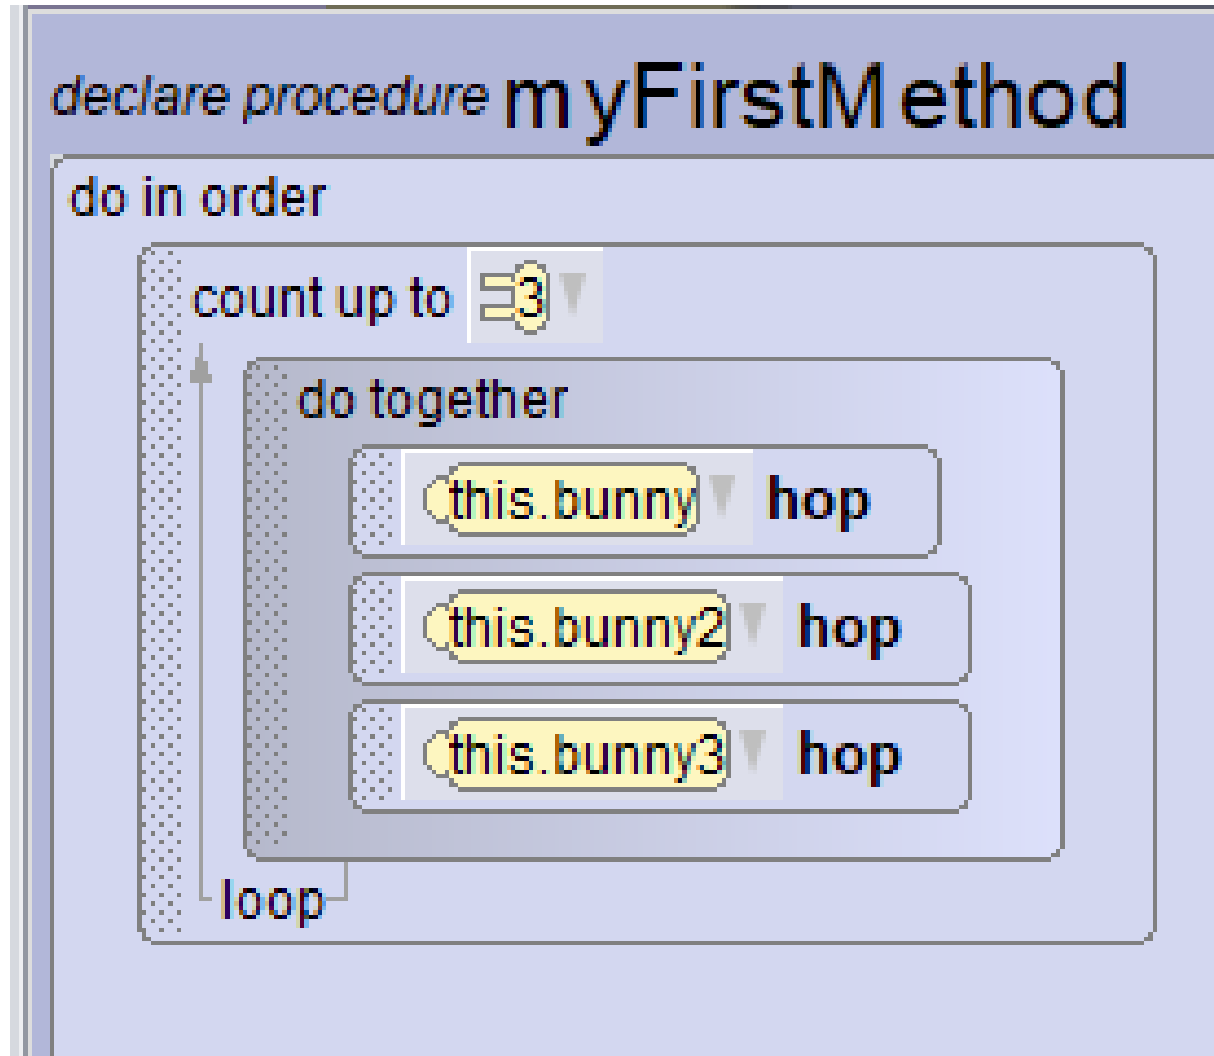 declare procedure myFirstMethod
do in order
count up to 3
do together
this.bunny hop
this.bunny2 hop
this.bunny3 hop
loop